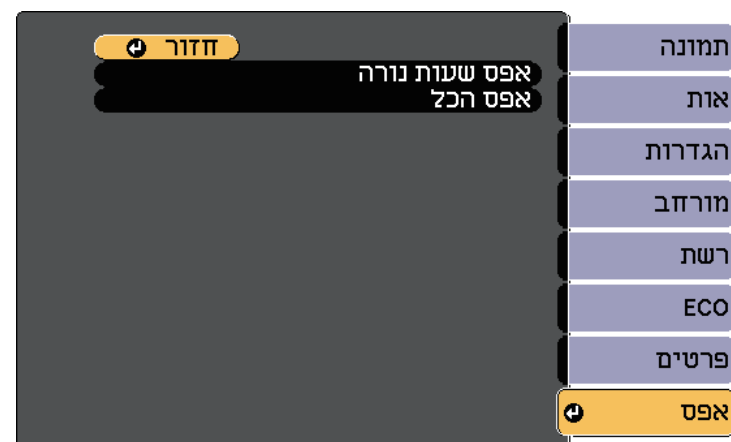 חזור
אפס שעות נורה
אפס הכל
תמונה
אות
הגדרות
מורחב
רשת
ECO
פרטים
אפס